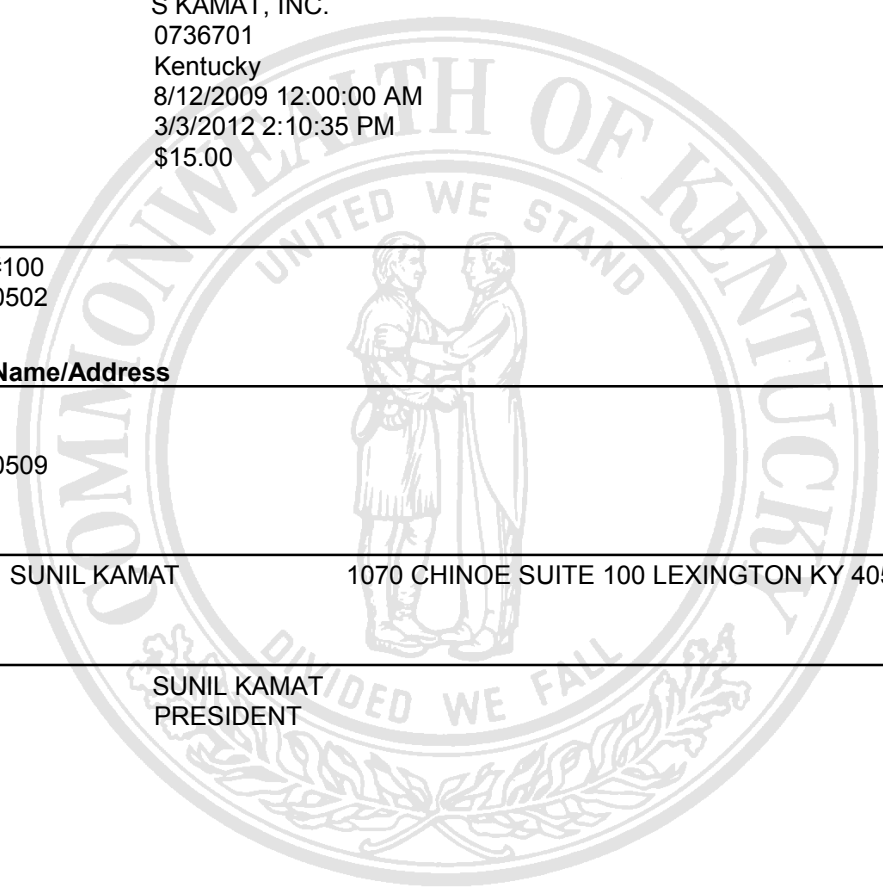 S KAMAT, INC.
0736701
Kentucky
8/12/2009 12:00:00 AM
3/3/2012 2:10:35 PM
$15.00
COMMONWEALTH OF KENTUCKY
UNITED WE STAND
100
0502
Name/Address
0509
SUNIL KAMAT 1070 CHINOE SUITE 100 LEXINGTON KY 405
DIVIDED WE FALL
SUNIL KAMAT
PRESIDENT